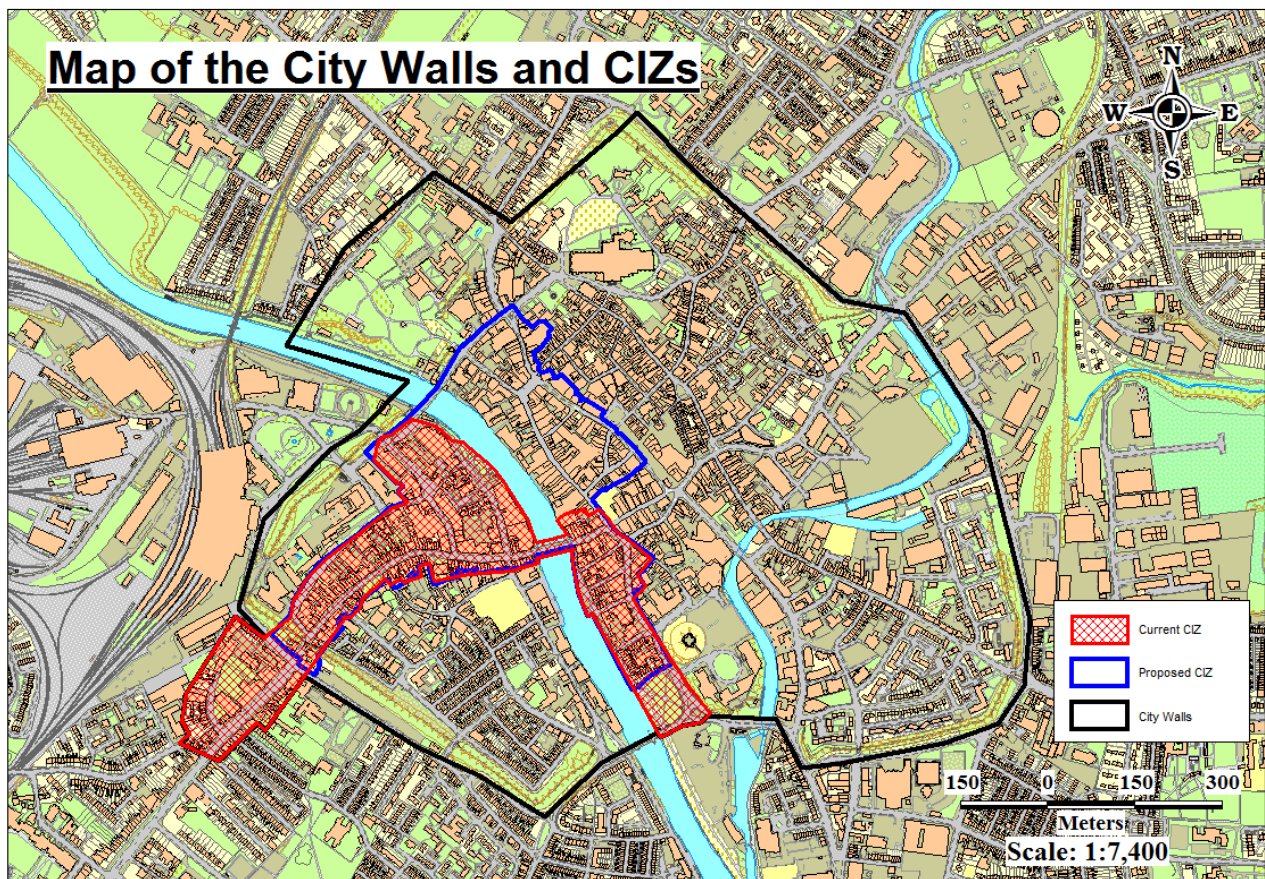 Map of the City Walls and CIZs
N
W E
S
Current CIZ
Proposed CIZ
City Walls
150 0 150 300
Meters
Scale: 1:7,400